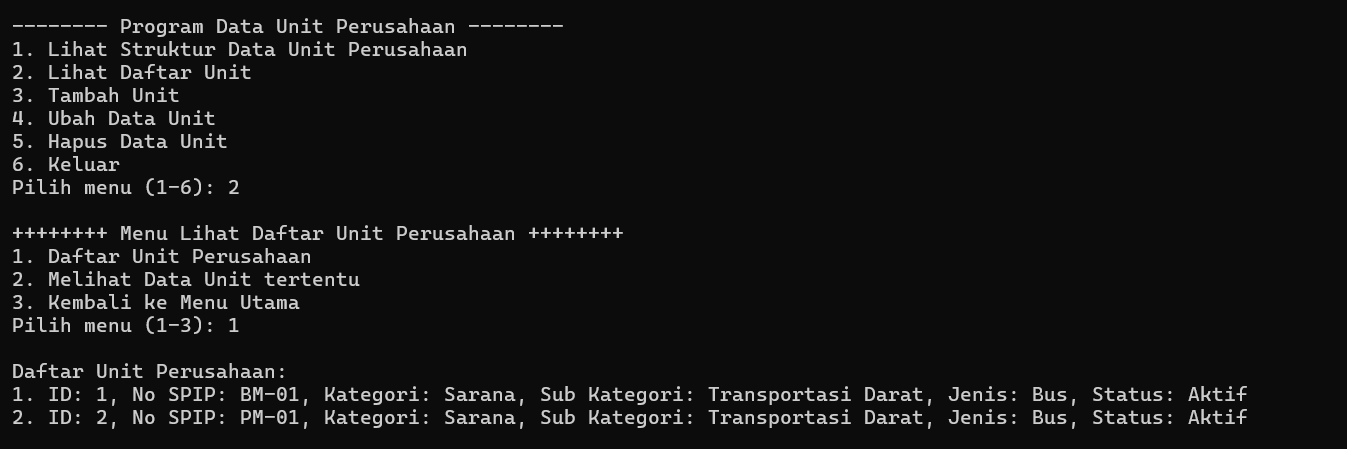 -------- Program Data Unit Perusahaan --------
1. Lihat Struktur Data Unit Perusahaan
2. Lihat Daftar Unit
3. Tambah Unit
4. Ubah Data Unit
5. Hapus Data Unit
6. Keluar
Pilih menu (1-6): 2
++++++++ Menu Lihat Daftar Unit Perusahaan ++++++++
1. Daftar Unit Perusahaan
2. Melihat Data Unit tertentu
3. Kembali ke Menu Utama
Pilih menu (1-3): 1
Daftar Unit Perusahaan:
1. ID: 1, No SPIP: BM-01, Kategori: Sarana, Sub Kategori: Transportasi Darat, Jenis: Bus, Status: Aktif
2. ID: 2, No SPIP: PM-01, Kategori: Sarana, Sub Kategori: Transportasi Darat, Jenis: Bus, Status: Aktif